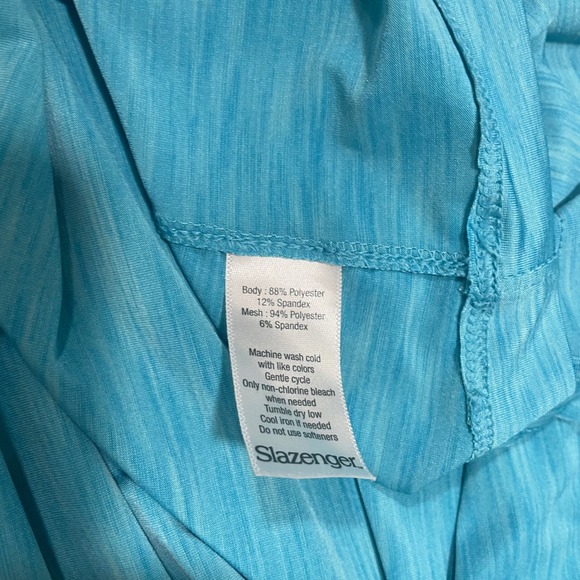 Body : 88% Polyester
12% Spandex
Mesh : 94% Polyester
6% Spandex
Machine wash cold
with like colors
Gentle cycle
Only non-chlorine bleach
when needed
Tumble dry low
Cool iron if needed
Do not use softeners
Slazenger